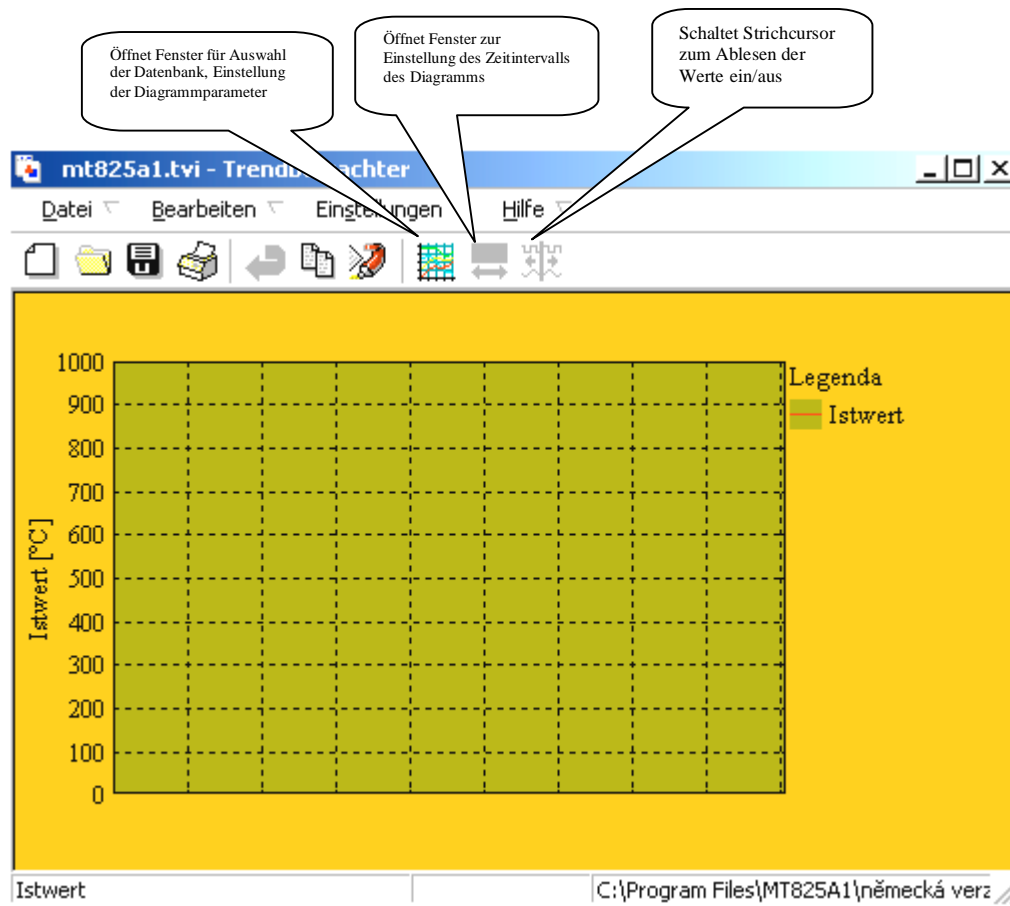 Öffnet Fenster für Auswahl
der Datenbank, Einstellung
der Diagrammparameter
Öffnet Fenster zur
Einstellung des Zeitintervalls
des Diagramms
Schaltet Strichcursor
zum Ablesen der
Werte ein/aus
mt825a1.tvi - Trendb achter
Datei Bearbeiten Einstellungen Hilfe
1000
900
800
700
600
500
400
300
200
100
0
Istwert [°C]
Legenda
Istwert
Istwert C:\Program Files\MT825A1\německá verz